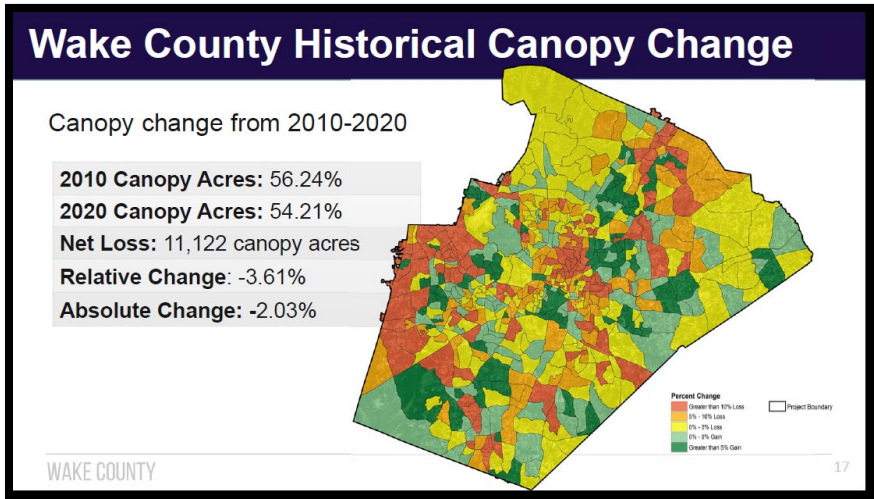 Wake County Historical Canopy Change
Canopy change from 2010-2020
2010 Canopy Acres: 56.24%
2020 Canopy Acres: 54.21%
Net Loss: 11,122 canopy acres
Relative Change: -3.61%
Absolute Change: -2.03%
Percent Change
Greater than 10% Loss
5% - 10% Loss
0% - 5% Loss
0% - 5% Gain
Greater than 5% Gain
Project Boundary
WAKE COUNTY
17